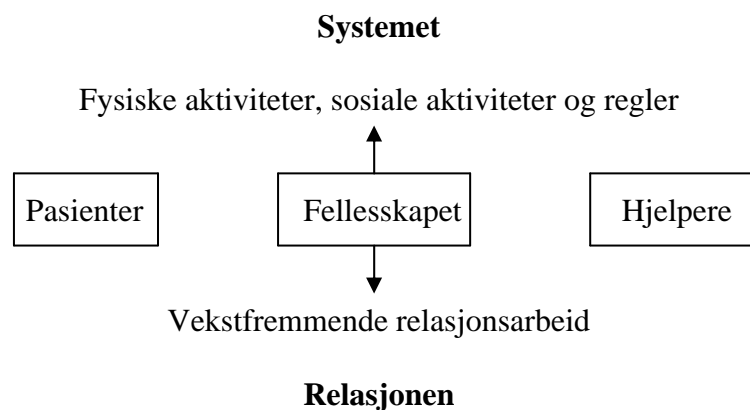 Systemet
Fysiske aktiviteter, sosiale aktiviteter og regler
Pasienter Fellesskapet Hjelpere
Vekstfremmende relasjonsarbeid
Relasjonen